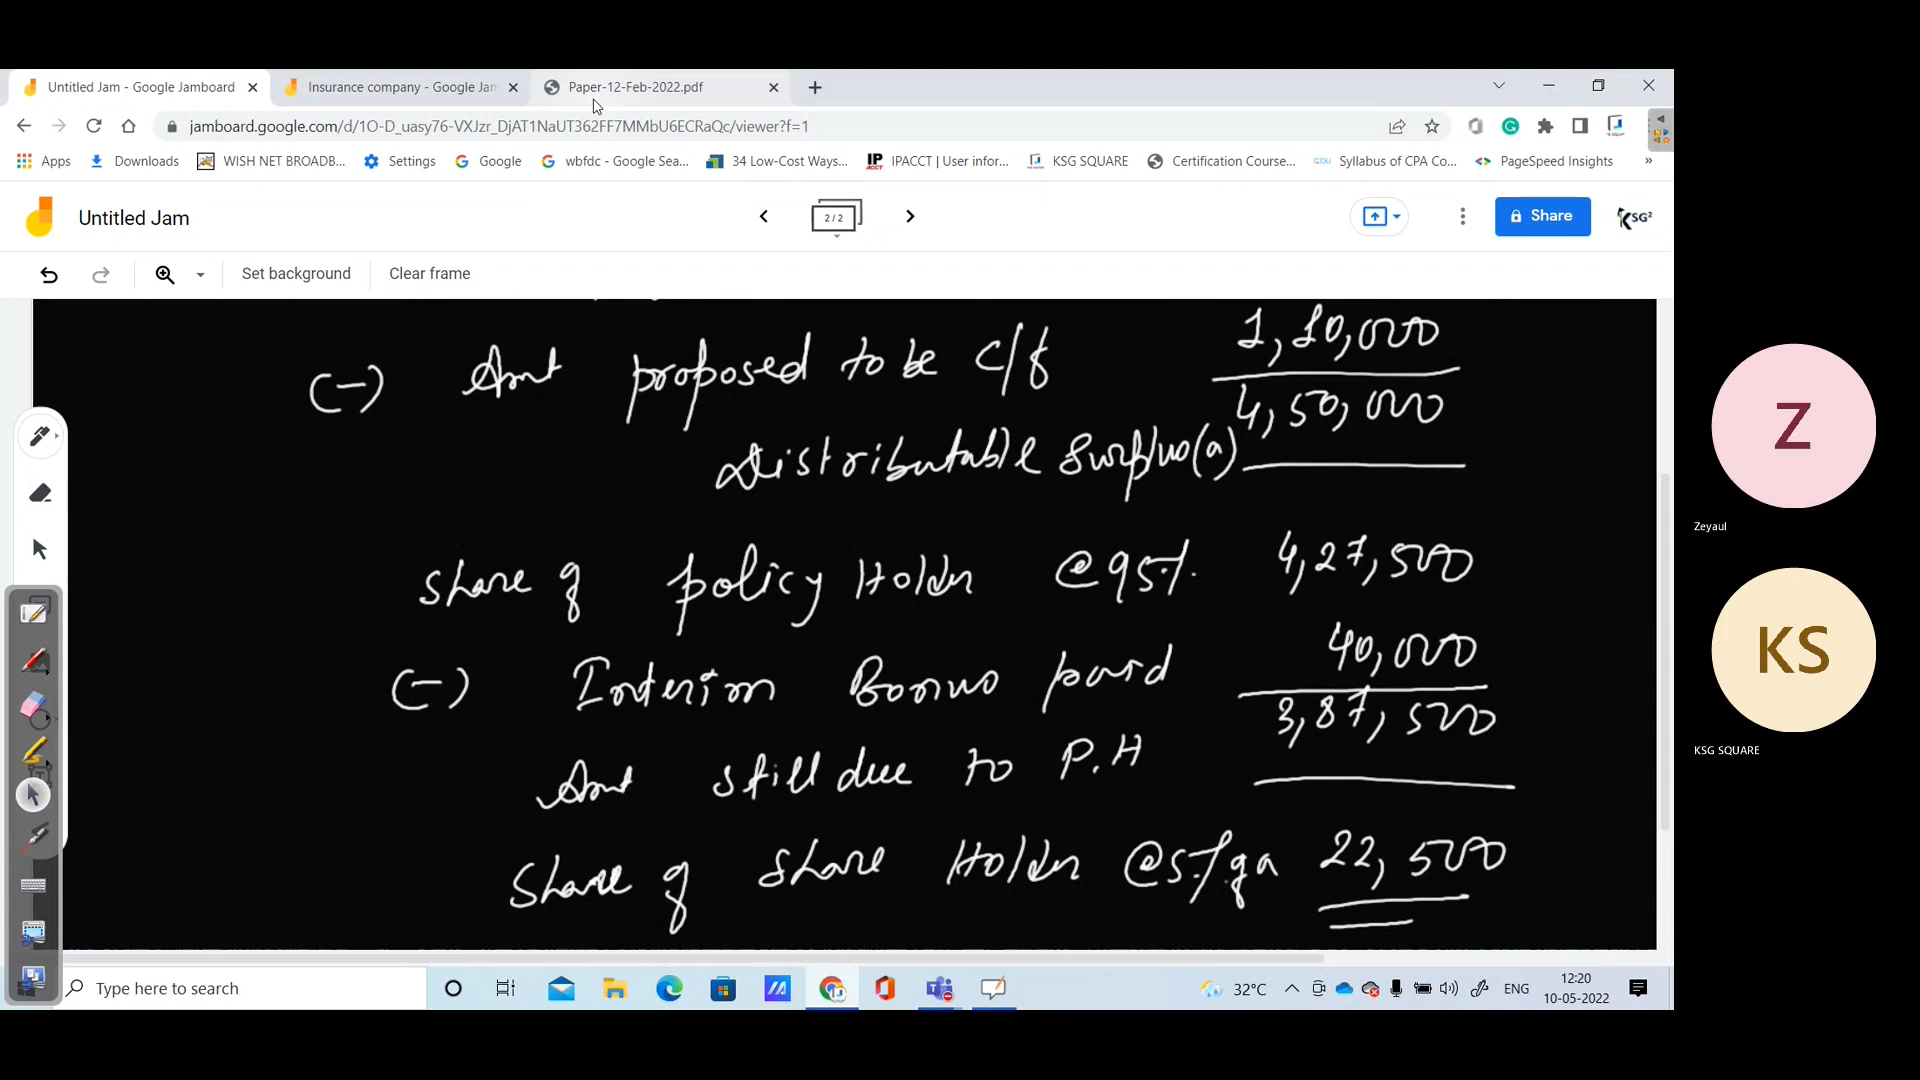 Untitled Jam - Google Jamboard
Insurance company - Google Jam
Paper-12-Feb-2022.pdf
jamboard.google.com/d/1O-D_uasy76-VXJzr_DjAT1NaUT362FF7MMbU6ECRaQc/viewer?f=1
Apps Downloads WISH NET BROADB... Settings Google wbfdc - Google Sea... 34 Low-Cost Ways... IPACCT | User infor... KSG SQUARE Certification Course... Syllabus of CPA Co... PageSpeed Insights »
Untitled Jam 2 / 2 Share KSG²
Set background Clear frame
1,10,000
(-) Amt proposed to be c/f
4,50,000
Distributable Surplus(a)
Share of policy Holder @95% 4,27,500
(-) Interim Bonus paid 40,000
3,87,500
Amt still due to P.H
Share of share Holder @5% of a 22,500
Z
Zeyaul
KS
KSG SQUARE
Type here to search
32°C ENG 12:20
10-05-2022